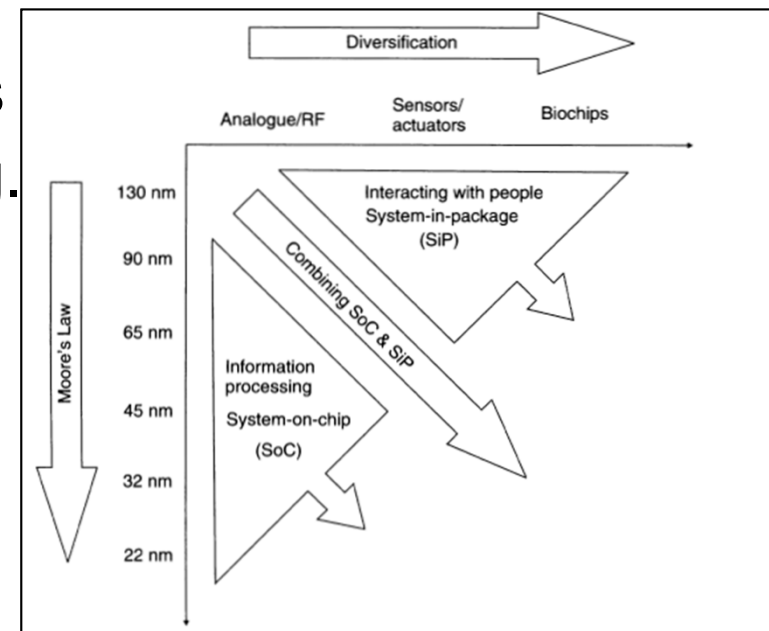 Diversification
Analogue/RF
Sensors/
actuators
Biochips
130 nm
90 nm
65 nm
45 nm
32 nm
22 nm
Moore's Law
Interacting with people
System-in-package
(SiP)
Combining SoC & SiP
Information
processing
System-on-chip
(SoC)